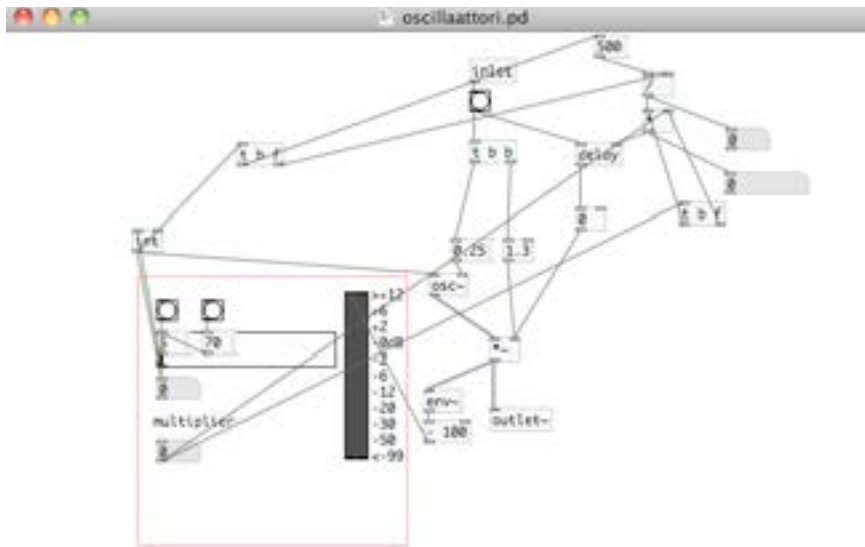 oscillaattori.pd
500
inlet
t b b
delay
t b f
0
0
0
t b f
int
0.25
1.3
osc~
>+12
+6
+2
-0dB
-3
-6
-12
-20
-30
-50
<-99
70
*~
0
env~
multiplier
- 100
outlet~
0